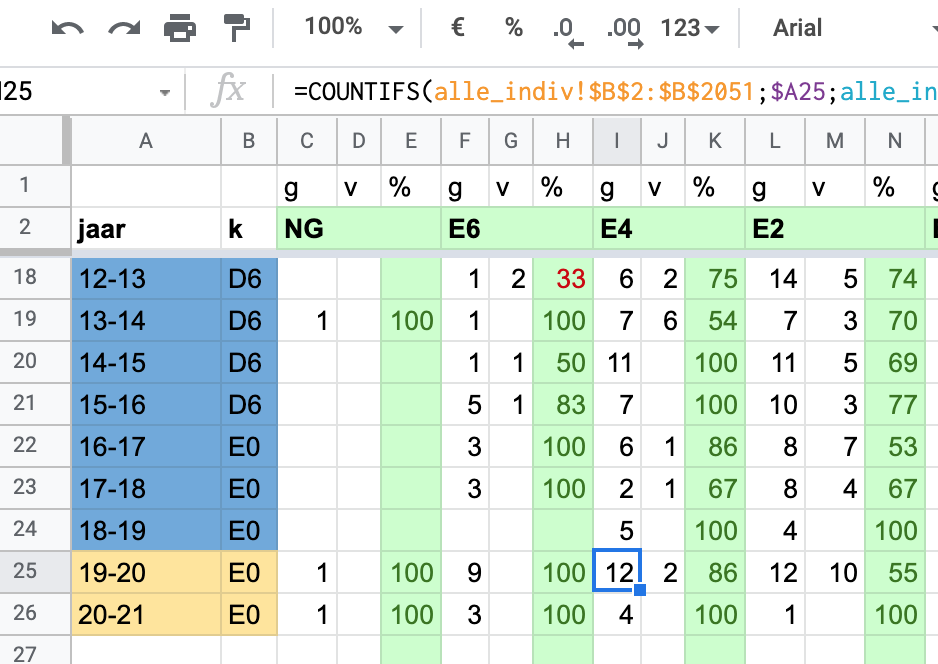 100% € % .0 .00 123 Arial
25 fx =COUNTIFS(alle_indiv!$B$2:$B$2051;$A25;alle_in
A B C D E F G H I J K L M N
1 g v % g v % g v % g v %
2 jaar k NG E6 E4 E2
18 12-13 D6 1 2 33 6 2 75 14 5 74
19 13-14 D6 1 100 1 100 7 6 54 7 3 70
20 14-15 D6 1 1 50 11 100 11 5 69
21 15-16 D6 5 1 83 7 100 10 3 77
22 16-17 E0 3 100 6 1 86 8 7 53
23 17-18 E0 3 100 2 1 67 8 4 67
24 18-19 E0 5 100 4 100
25 19-20 E0 1 100 9 100 12 2 86 12 10 55
26 20-21 E0 1 100 3 100 4 100 1 100
27